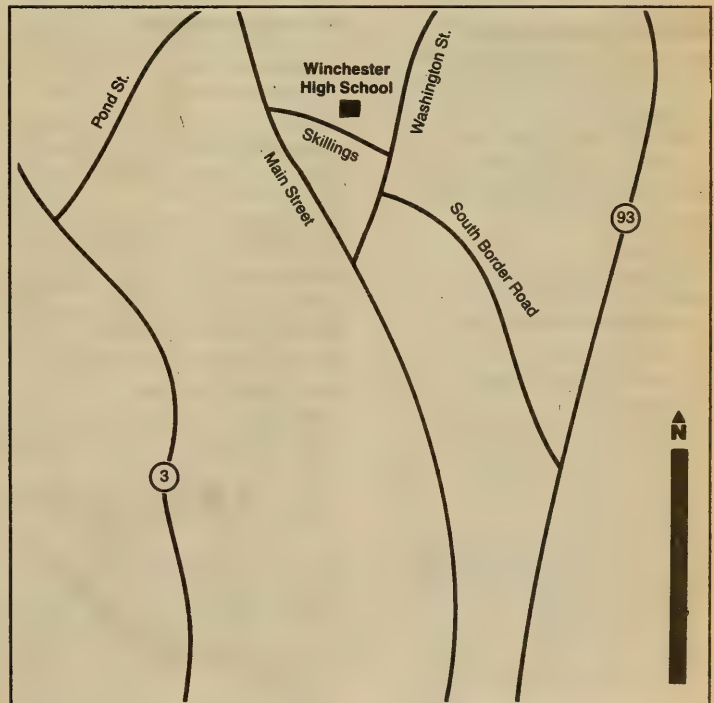 Pond St.
Winchester
High School
Washington St.
Skillings
Main Street
South Border Road
93
N
3